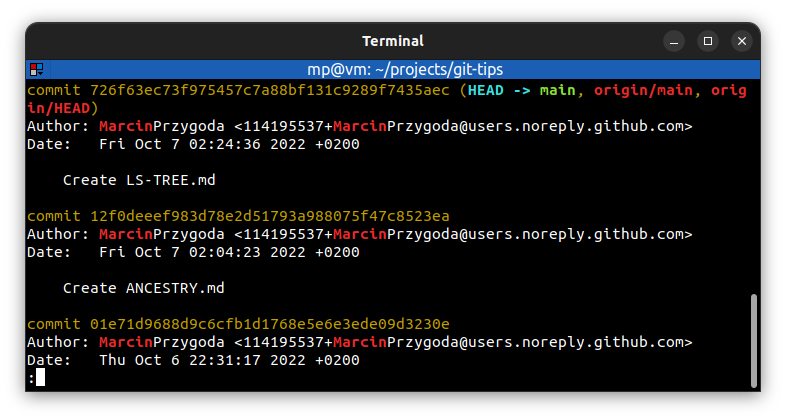 Terminal
mp@vm: ~/projects/git-tips
commit 726f63ec73f975457c7a88bf131c9289f7435aec (HEAD -> main, origin/main, orig
in/HEAD)
Author: MarcinPrzygoda <114195537+MarcinPrzygoda@users.noreply.github.com>
Date:   Fri Oct 7 02:24:36 2022 +0200
    Create LS-TREE.md
commit 12f0deeef983d78e2d51793a988075f47c8523ea
Author: MarcinPrzygoda <114195537+MarcinPrzygoda@users.noreply.github.com>
Date:   Fri Oct 7 02:04:23 2022 +0200
    Create ANCESTRY.md
commit 01e71d9688d9c6cfb1d1768e5e6e3ede09d3230e
Author: MarcinPrzygoda <114195537+MarcinPrzygoda@users.noreply.github.com>
Date:   Thu Oct 6 22:31:17 2022 +0200
: